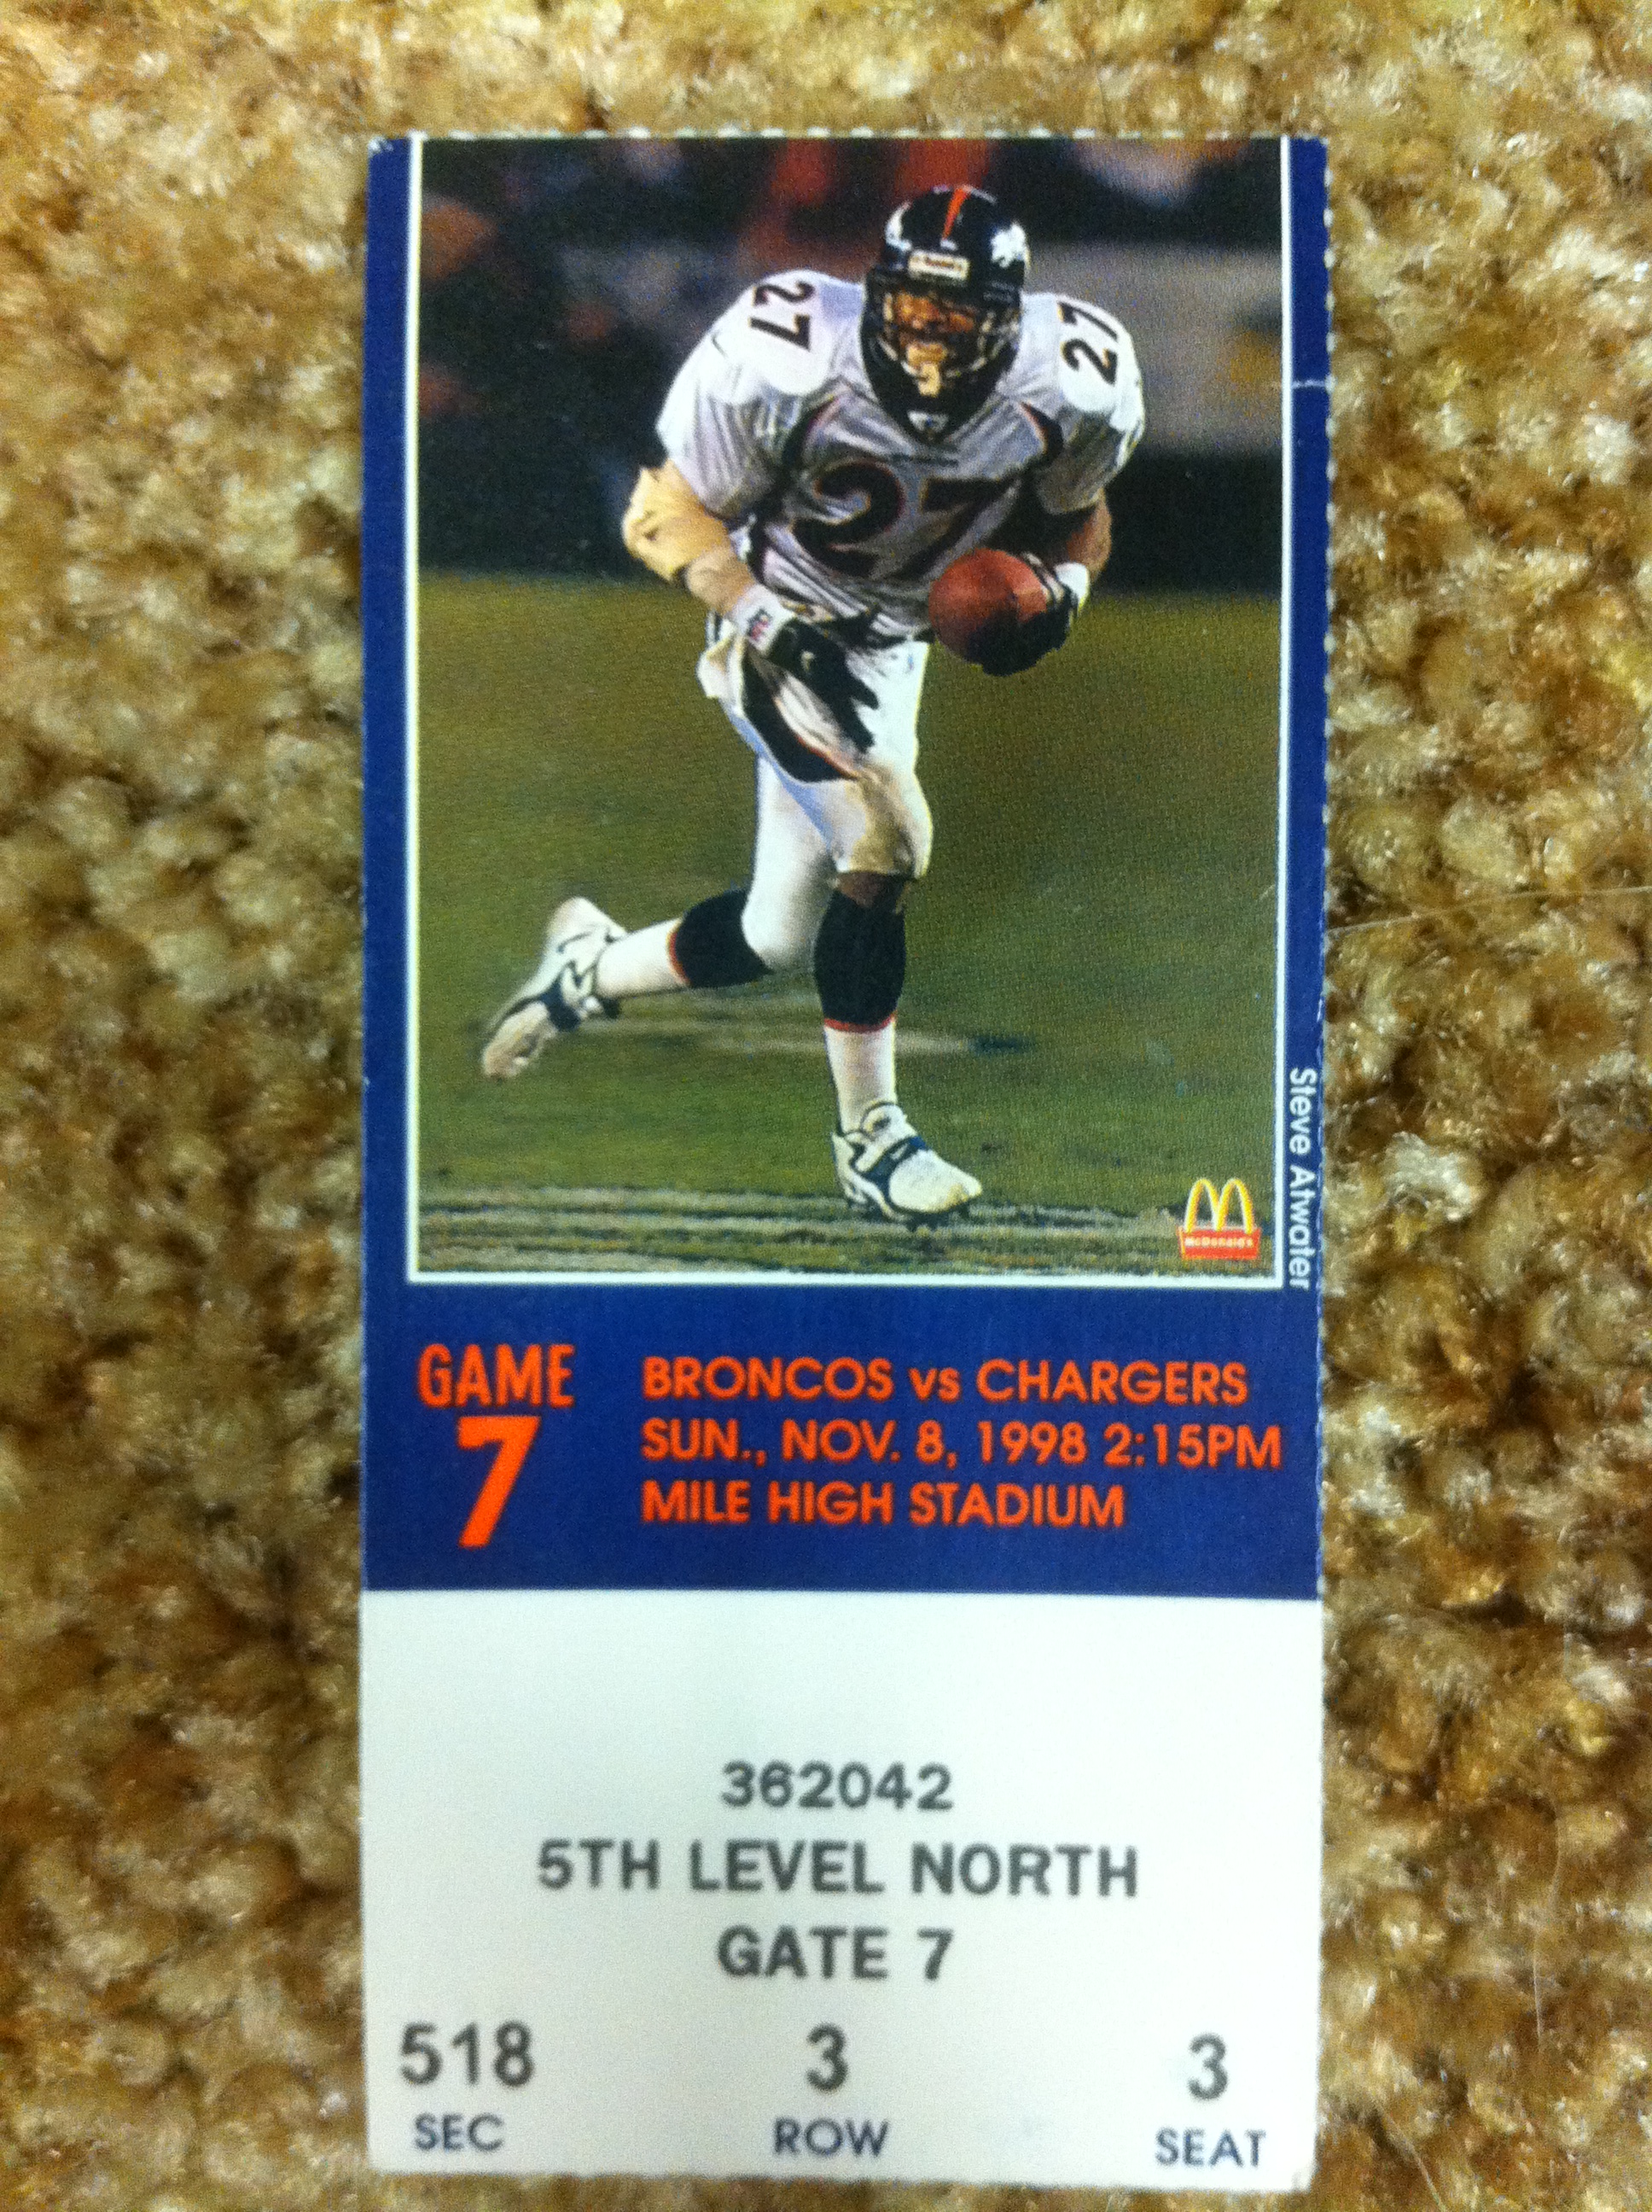 27
27
27
Steve Atwater
McDonald's
GAME
7
BRONCOS vs CHARGERS
SUN., NOV. 8, 1998 2:15PM
MILE HIGH STADIUM
362042
5TH LEVEL NORTH
GATE 7
518 3 3
SEC ROW SEAT